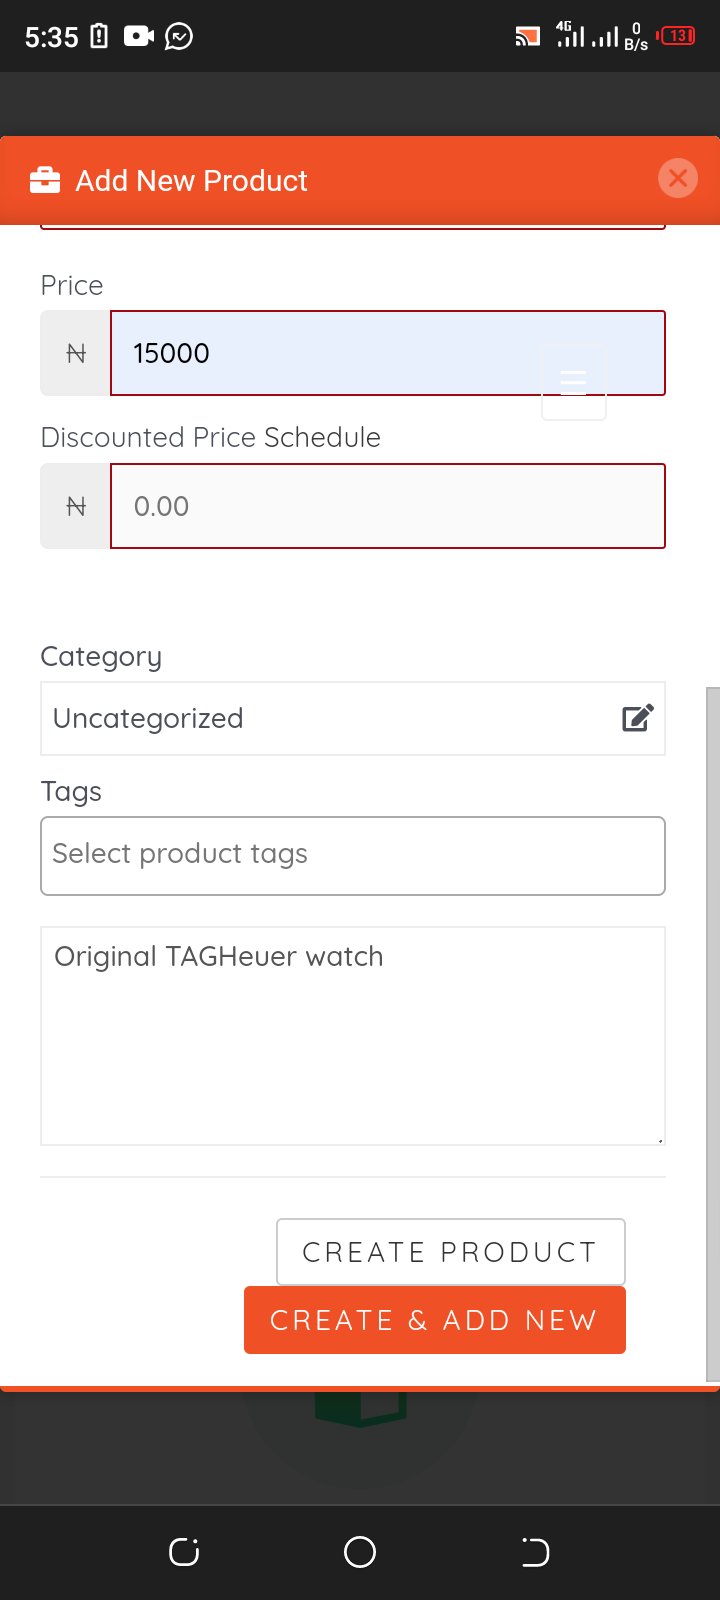 5:35
4G
0
B/s
13
Add New Product
Price
₦ 15000
Discounted Price Schedule
₦ 0.00
Category
Uncategorized
Tags
Select product tags
Original TAGHeuer watch
CREATE PRODUCT
CREATE & ADD NEW